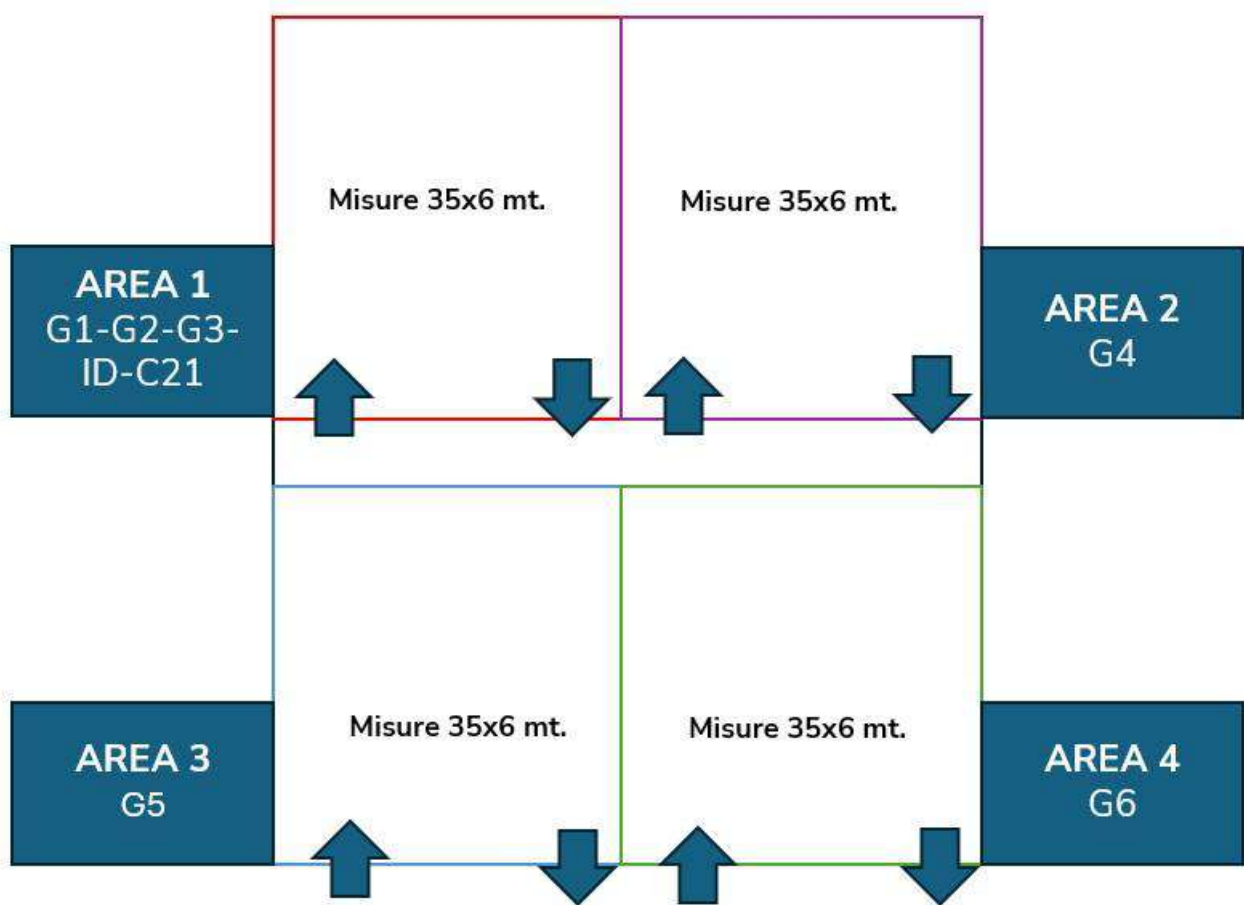 Misure 35x6 mt.
Misure 35x6 mt.
AREA 1
G1-G2-G3-
ID-C21
AREA 2
G4
Misure 35x6 mt.
Misure 35x6 mt.
AREA 3
G5
AREA 4
G6